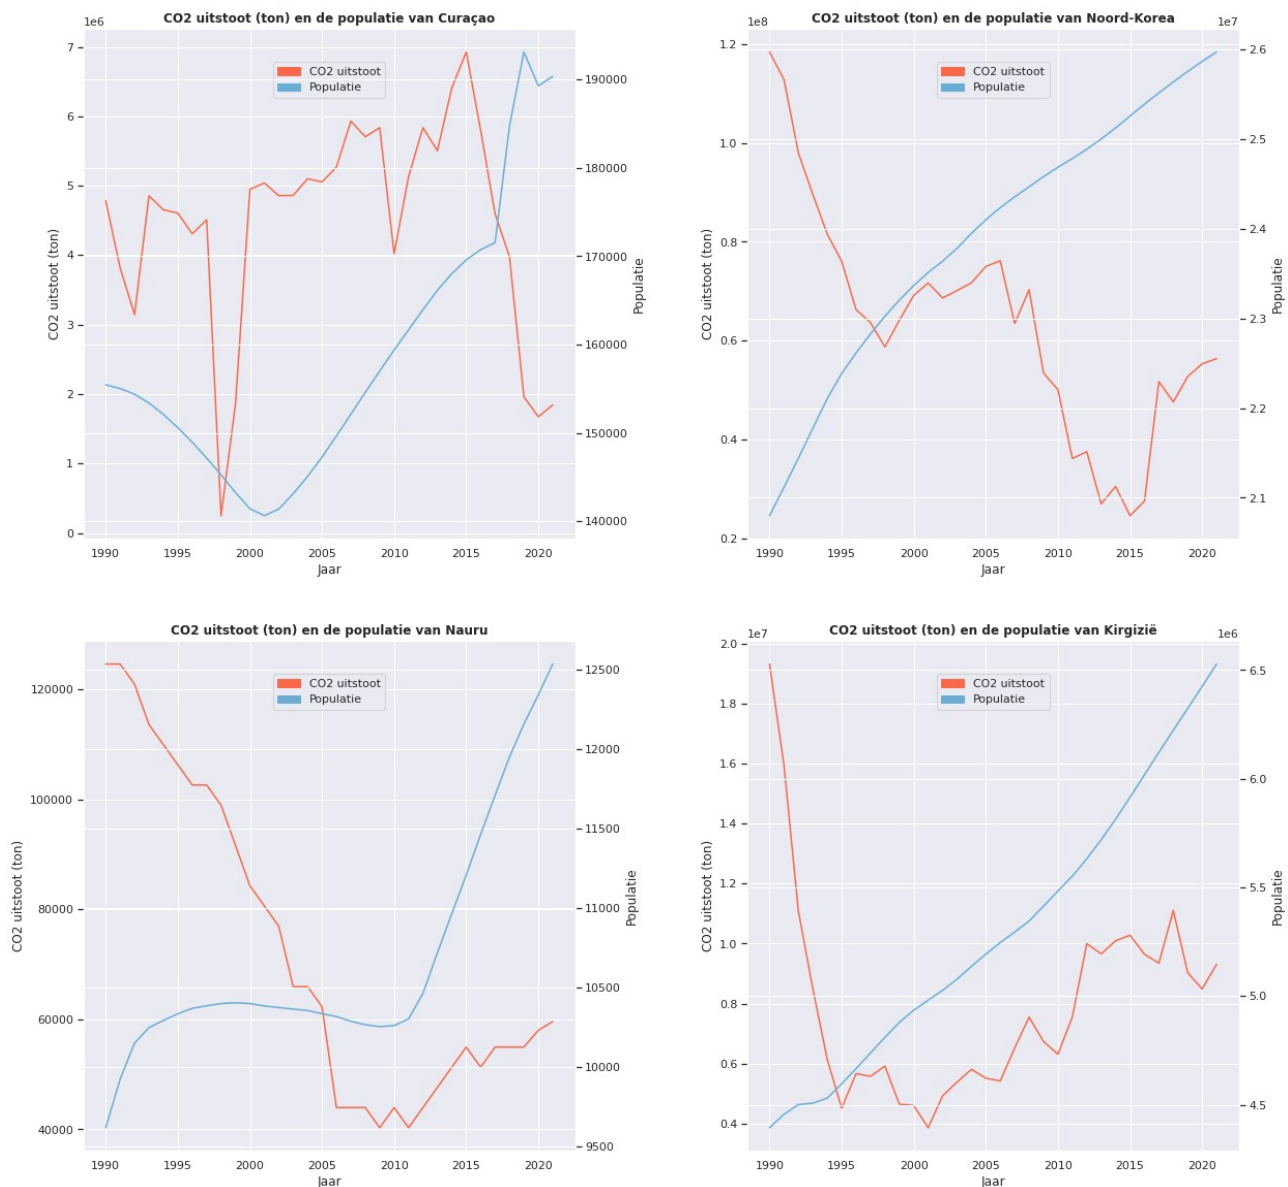 CO2 uitstoot (ton) en de populatie van Curaçao
1e6
CO2 uitstoot
Populatie
7
6
5
4
3
2
1
0
CO2 uitstoot (ton)
190000
180000
170000
160000
150000
140000
Populatie
1990 1995 2000 2005 2010 2015 2020
Jaar
CO2 uitstoot (ton) en de populatie van Noord-Korea
1e8
1e7
CO2 uitstoot
Populatie
1.2
1.0
0.8
0.6
0.4
0.2
CO2 uitstoot (ton)
2.6
2.5
2.4
2.3
2.2
2.1
Populatie
1990 1995 2000 2005 2010 2015 2020
Jaar
CO2 uitstoot (ton) en de populatie van Nauru
CO2 uitstoot
Populatie
120000
100000
80000
60000
40000
CO2 uitstoot (ton)
12500
12000
11500
11000
10500
10000
9500
Populatie
1990 1995 2000 2005 2010 2015 2020
Jaar
CO2 uitstoot (ton) en de populatie van Kirgizië
1e7
1e6
CO2 uitstoot
Populatie
2.0
1.8
1.6
1.4
1.2
1.0
0.8
0.6
0.4
CO2 uitstoot (ton)
6.5
6.0
5.5
5.0
4.5
Populatie
1990 1995 2000 2005 2010 2015 2020
Jaar